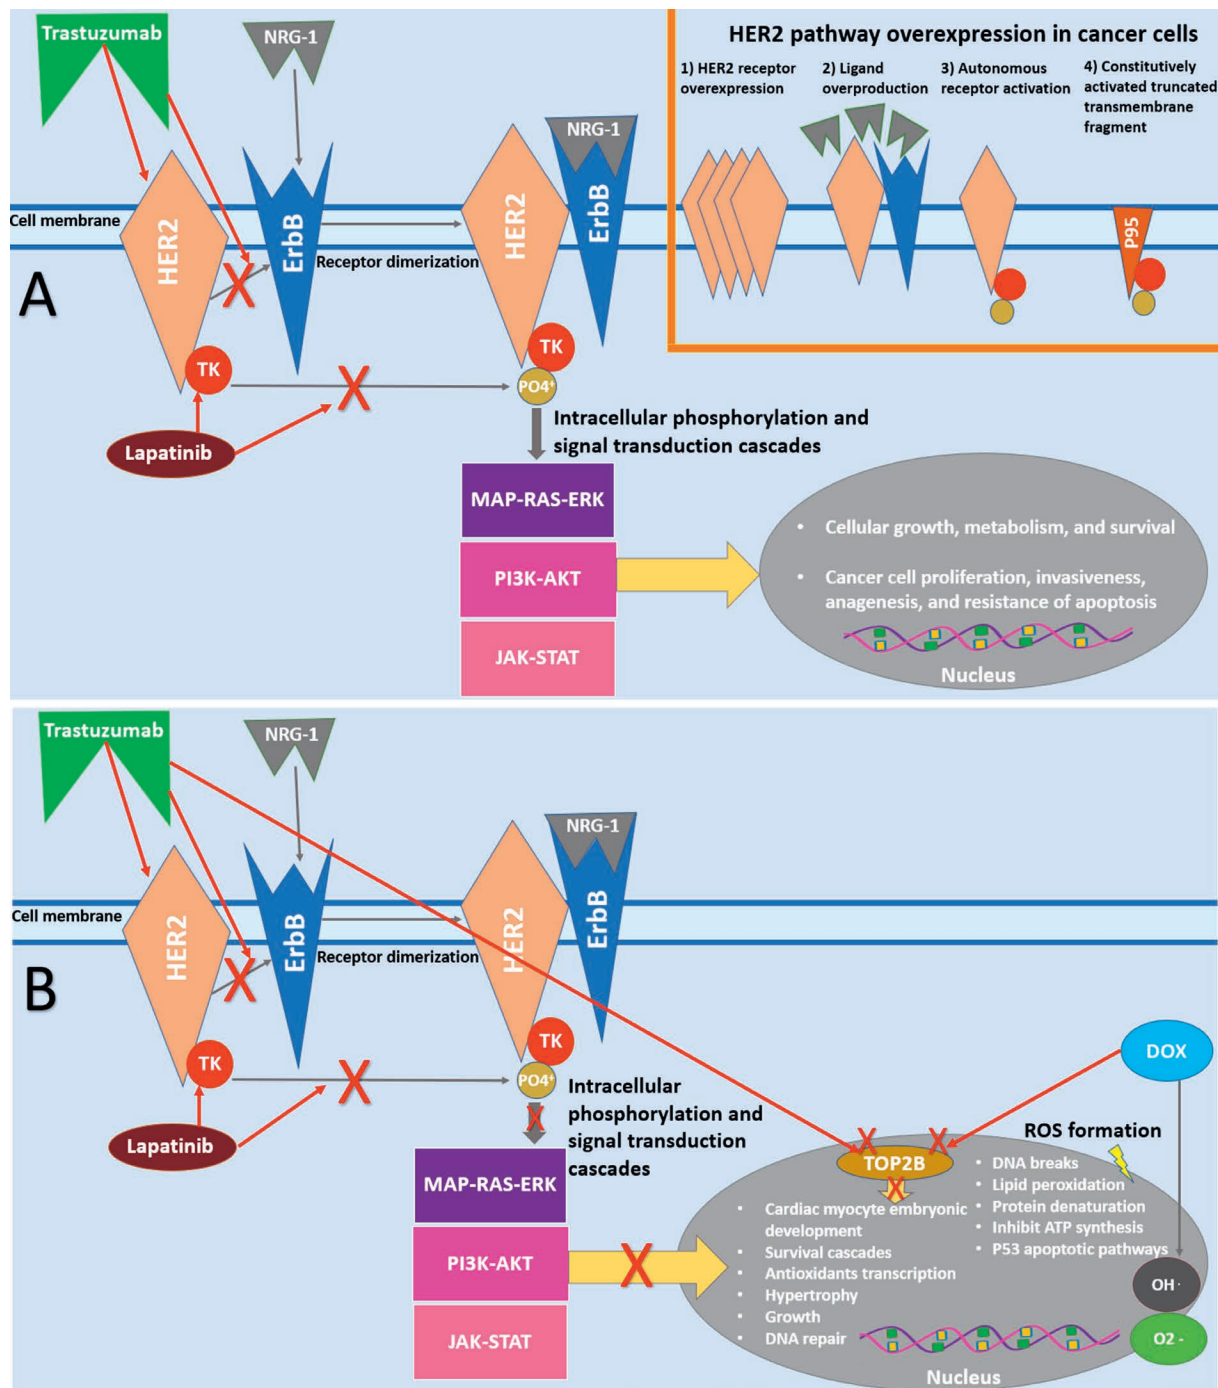 Trastuzumab
NRG-1
HER2 pathway overexpression in cancer cells
1) HER2 receptor
overexpression
2) Ligand
overproduction
3) Autonomous
receptor activation
4) Constitutively
activated truncated
transmembrane
fragment
NRG-1
Cell membrane
HER2
ErbB
Receptor dimerization
HER2
ErbB
P95
A
X
TK
X
TK
PO4⁺
Lapatinib
Intracellular phosphorylation and
signal transduction cascades
MAP-RAS-ERK
PI3K-AKT
JAK-STAT
• Cellular growth, metabolism, and survival
• Cancer cell proliferation, invasiveness,
anagenesis, and resistance of apoptosis
Nucleus
Trastuzumab
NRG-1
NRG-1
Cell membrane
HER2
ErbB
Receptor dimerization
HER2
ErbB
B
X
TK
X
TK
PO4⁺
Lapatinib
Intracellular
phosphorylation and
signal transduction
cascades
X
MAP-RAS-ERK
PI3K-AKT
JAK-STAT
X
DOX
ROS formation
X
X
TOP2B
X
• Cardiac myocyte embryonic
development
• Survival cascades
• Antioxidants transcription
• Hypertrophy
• Growth
• DNA repair
• DNA breaks
• Lipid peroxidation
• Protein denaturation
• Inhibit ATP synthesis
• P53 apoptotic pathways
OH ·
O2 -
Nucleus